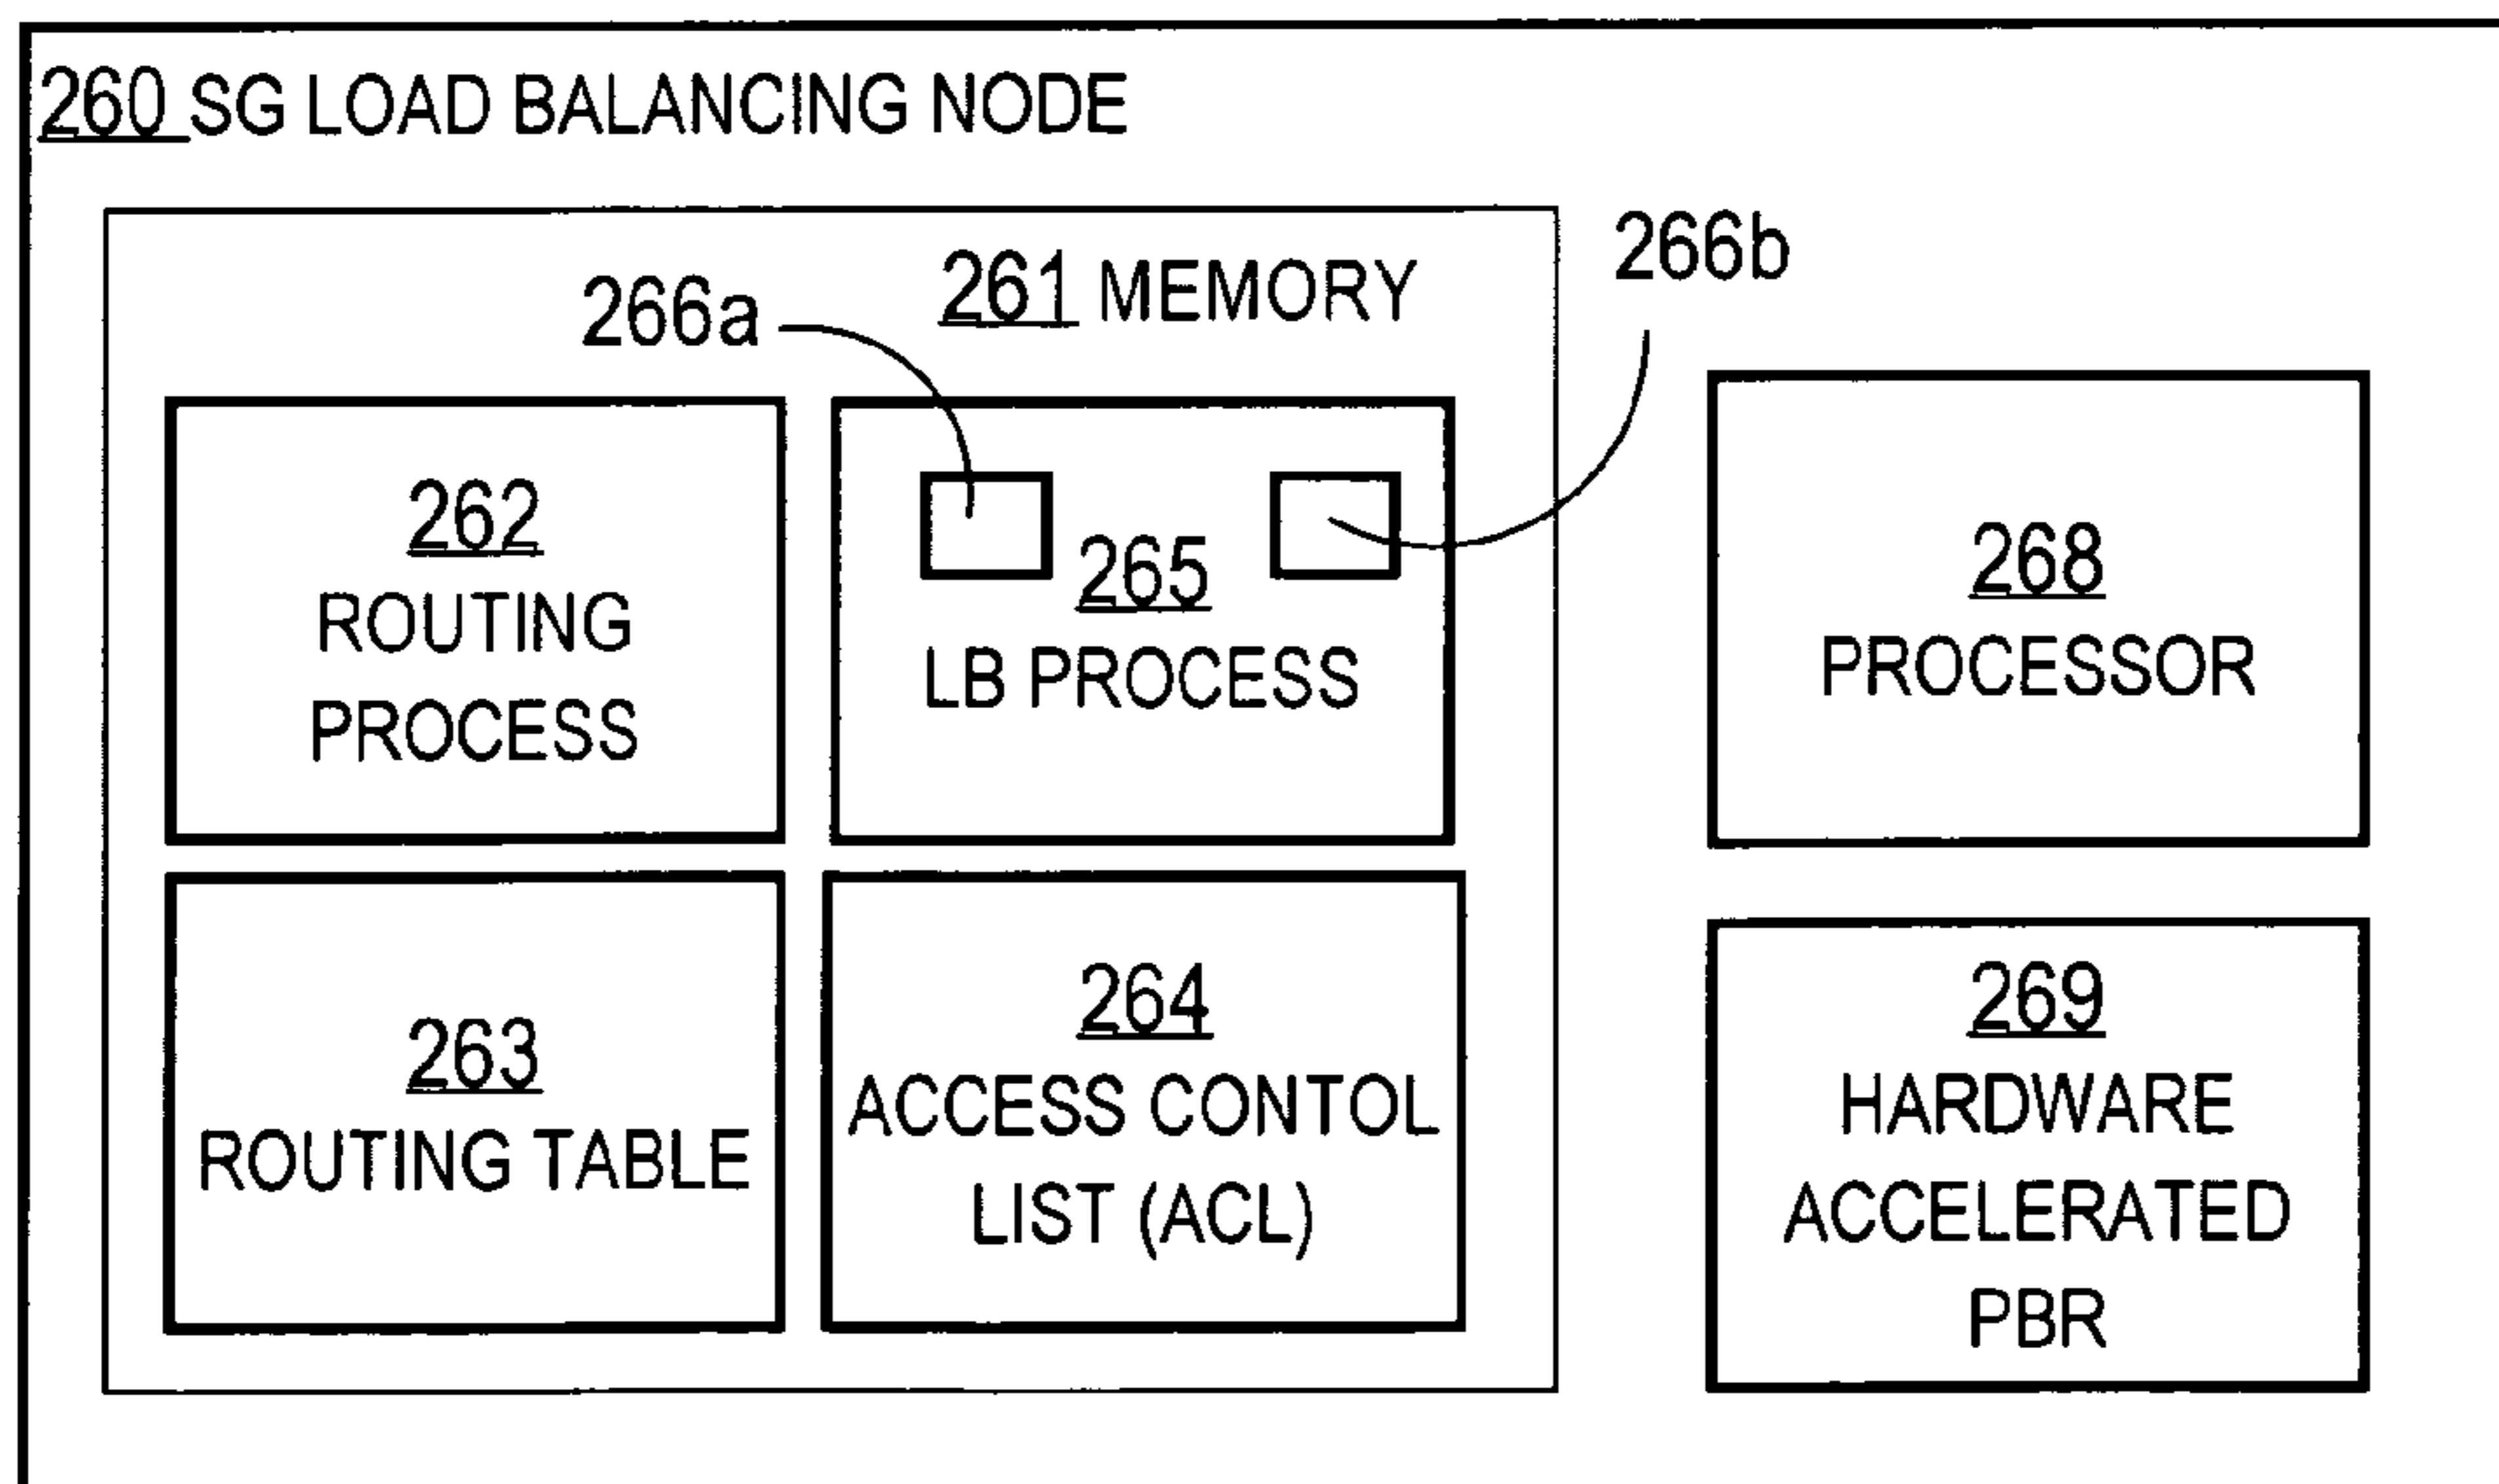 260 SG LOAD BALANCING NODE
261 MEMORY
266a
266b
262
ROUTING
PROCESS
265
LB PROCESS
268
PROCESSOR
263
ROUTING TABLE
264
ACCESS CONTOL
LIST (ACL)
269
HARDWARE
ACCELERATED
PBR